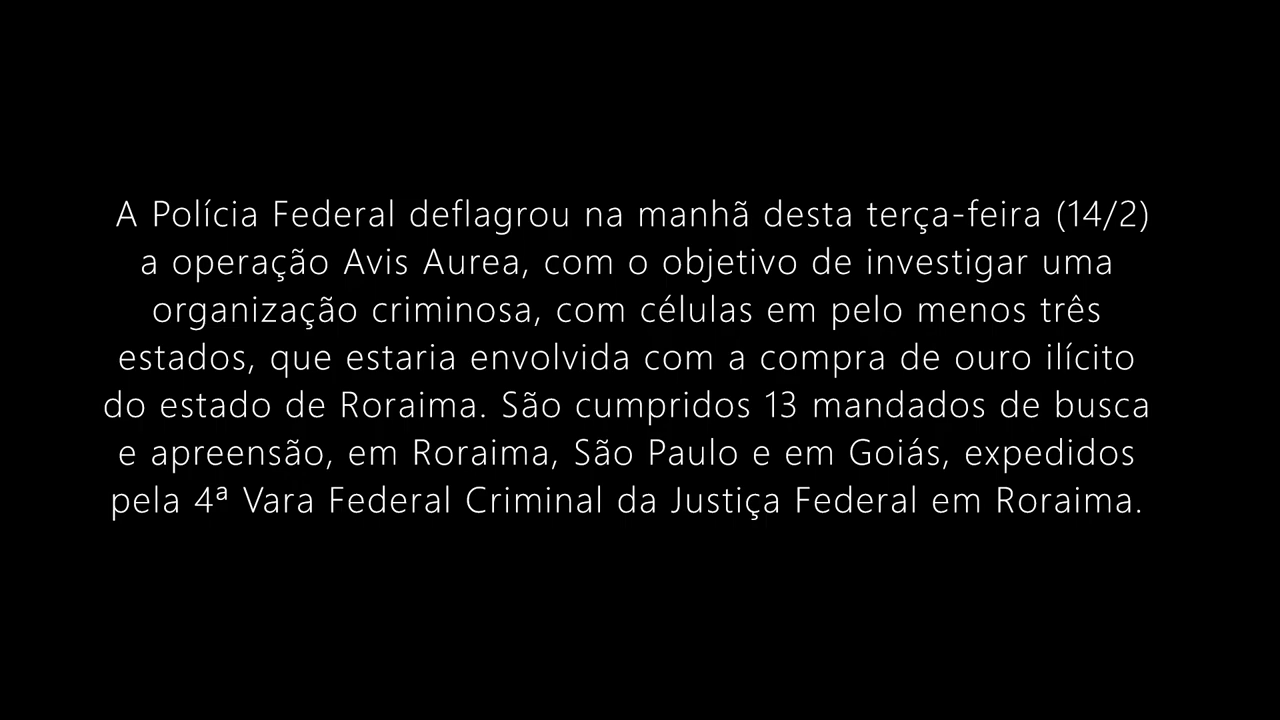 A Polícia Federal deflagrou na manhã desta terça-feira (14/2)
a operação Avis Aurea, com o objetivo de investigar uma
organização criminosa, com células em pelo menos três
estados, que estaria envolvida com a compra de ouro ilícito
do estado de Roraima. São cumpridos 13 mandados de busca
e apreensão, em Roraima, São Paulo e em Goiás, expedidos
pela 4ª Vara Federal Criminal da Justiça Federal em Roraima.